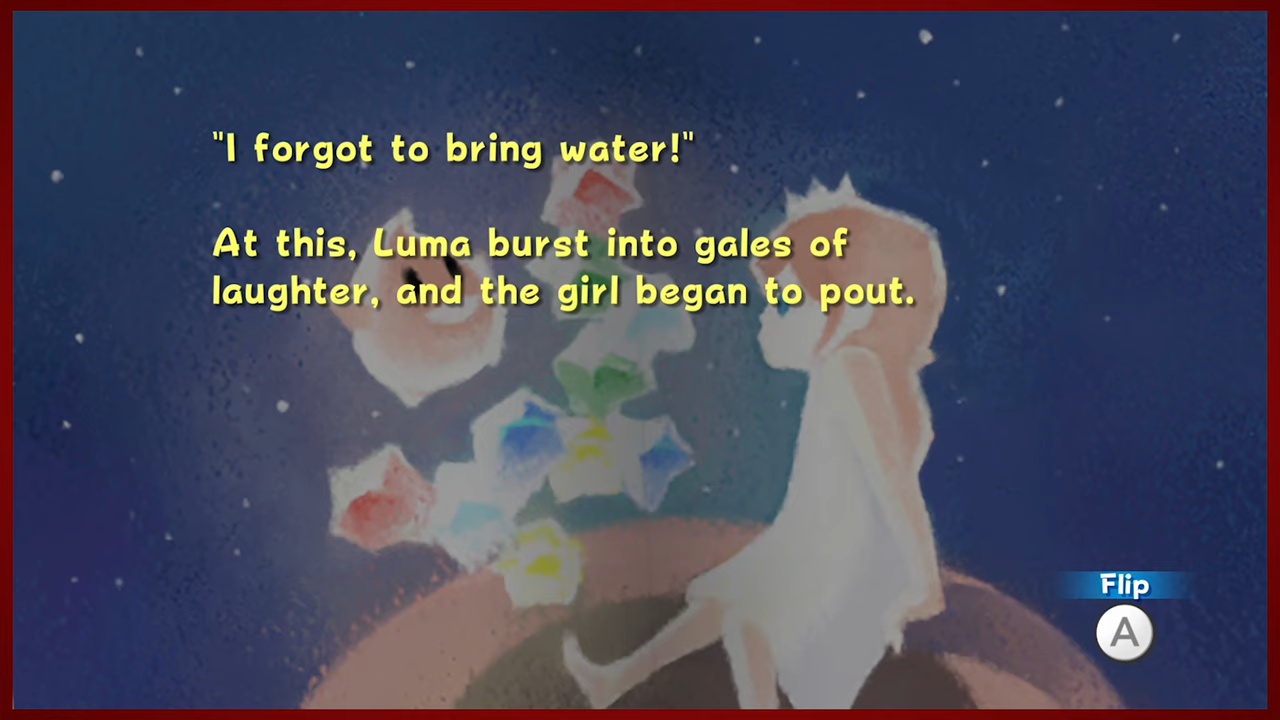 "I forgot to bring water!"
At this, Luma burst into gales of
laughter, and the girl began to pout.
Flip
A